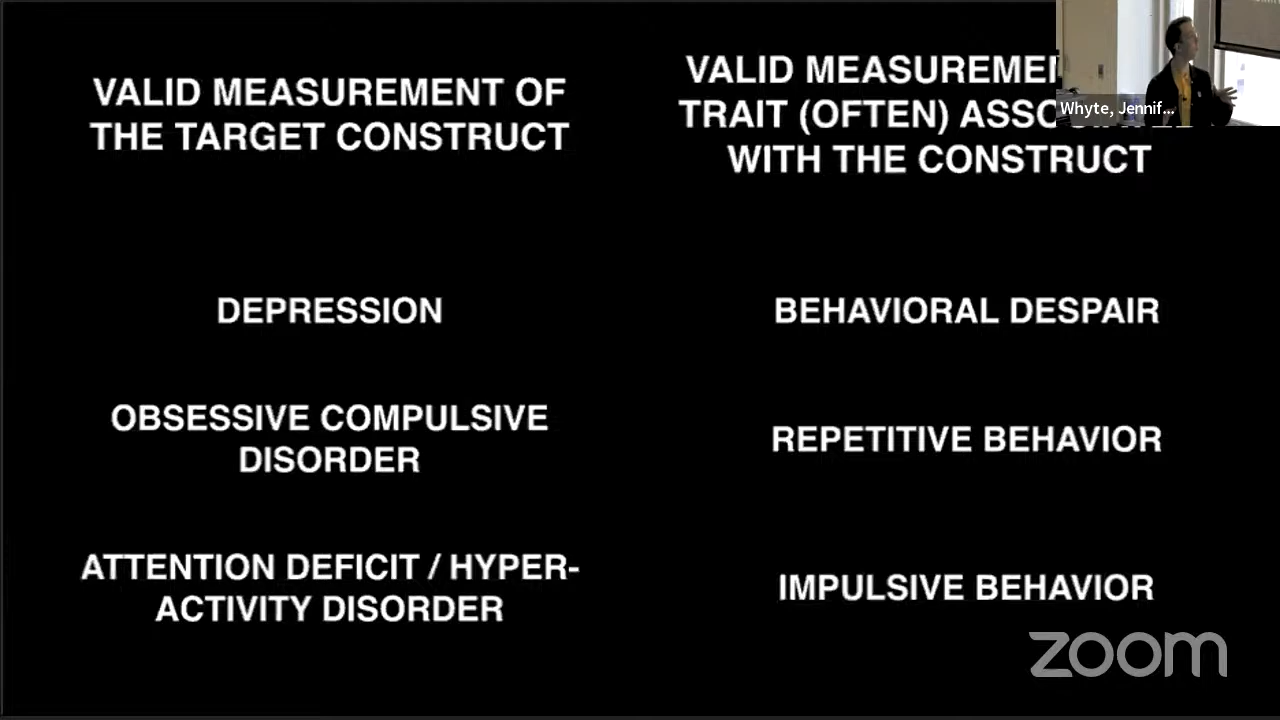 VALID MEASUREMENT OF
THE TARGET CONSTRUCT
VALID
TRAIT (OFTEN)
WITH THE CONSTRUCT
Whyte, Jennif...
DEPRESSION
BEHAVIORAL DESPAIR
OBSESSIVE COMPULSIVE
DISORDER
REPETITIVE BEHAVIOR
ATTENTION DEFICIT / HYPER-
ACTIVITY DISORDER
IMPULSIVE BEHAVIOR
zoom